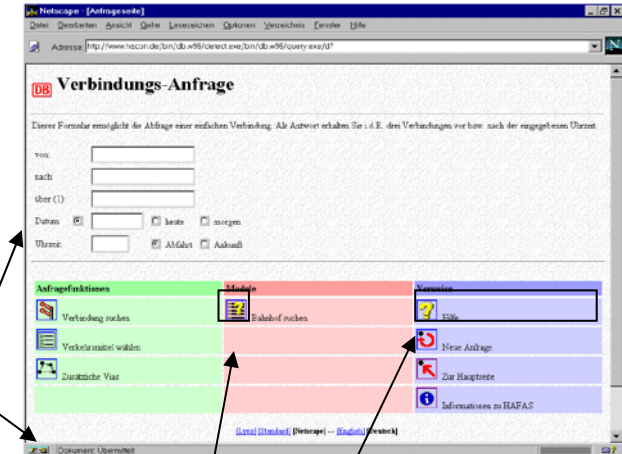 Netscape - [Anfrageseite]
Datei Bearbeiten Ansicht Gehe Lesezeichen Optionen Verzeichnis Fenster Hilfe
Adresse: http://www.hacon.de/bin/db.w96/detect.exe/bin/db.w96/query.exe/d?
DB Verbindungs-Anfrage
Dieses Formular ermöglicht die Abfrage einer einfachen Verbindung. Als Antwort erhalten Sie i.d.R. drei Verbindungen vor bzw. nach der eingegebenen Uhrzeit.
von:
nach:
über (1):
Datum: heute morgen
Uhrzeit: Abfahrt Ankunft
Anfragefunktionen Module Verweise
Verbindung suchen Bahnhof suchen Hilfe
Verkehrsmittel wählen Neue Anfrage
Zusätzliche Vias Zur Hauptseite
Informationen zu HAFAS
[Lynx] [Standard] [Netscape] --- [English] [Deutsch]
Dokument: Übermittelt